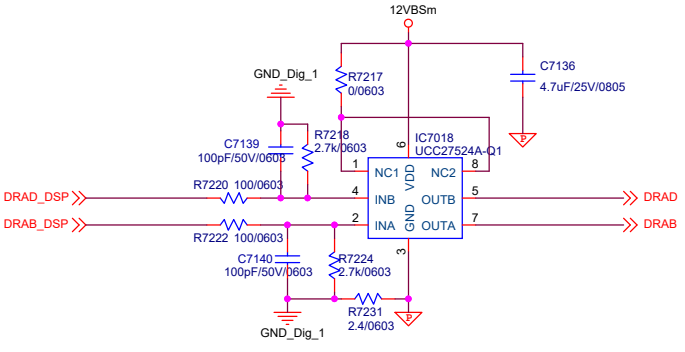 12VBSm
R7217
0/0603
C7136
4.7uF/25V/0805
P
GND_Dig_1
C7139
100pF/50V/0603
R7218
2.7k/0603
IC7018
UCC27524A-Q1
6
1
NC1
VDD
NC2
8
DRAD_DSP
R7220 100/0603
4
INB
OUTB
5
DRAD
DRAB_DSP
R7222 100/0603
2
INA
GND
OUTA
7
DRAB
3
C7140
100pF/50V/0603
R7224
2.7k/0603
R7231
2.4/0603
P
GND_Dig_1